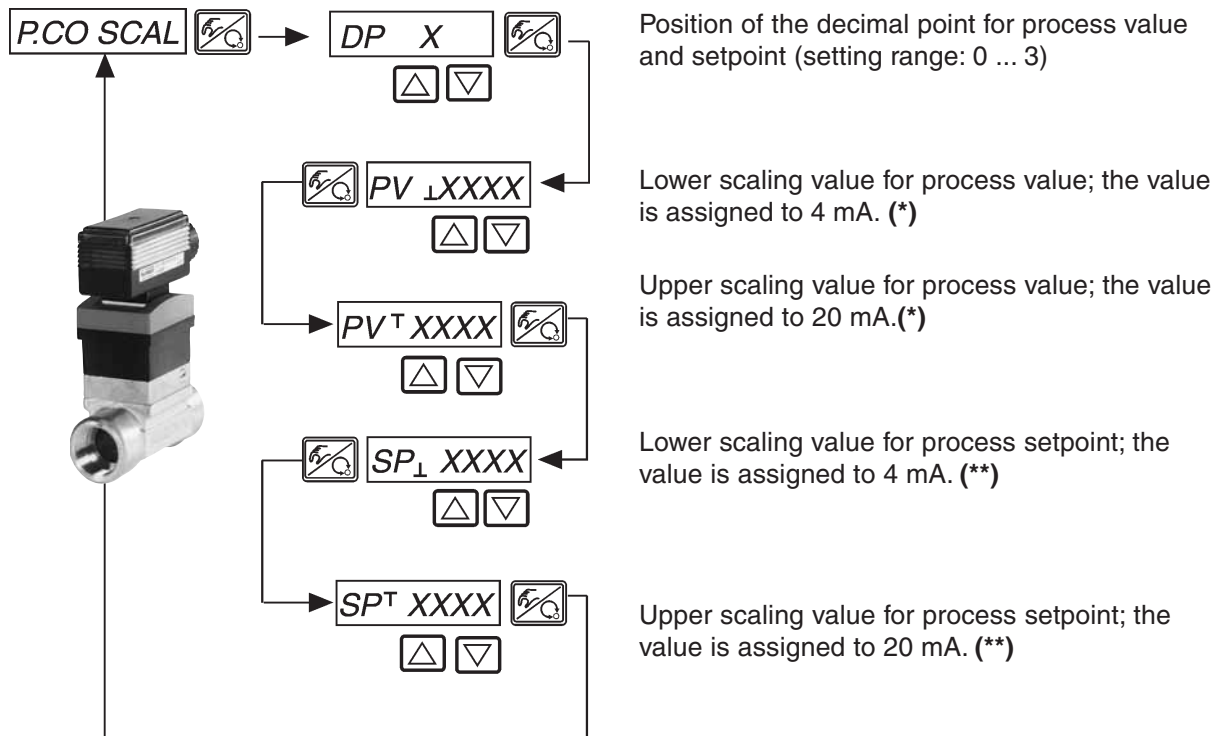 P.CO SCAL
DP X
Position of the decimal point for process value
and setpoint (setting range: 0 ... 3)
PV ⊥XXXX
Lower scaling value for process value; the value
is assigned to 4 mA. (*)
Upper scaling value for process value; the value
is assigned to 20 mA.(*)
PV ⊤ XXXX
Lower scaling value for process setpoint; the
value is assigned to 4 mA. (**)
SP⊥ XXXX
Upper scaling value for process setpoint; the
value is assigned to 20 mA. (**)
SP⊤ XXXX